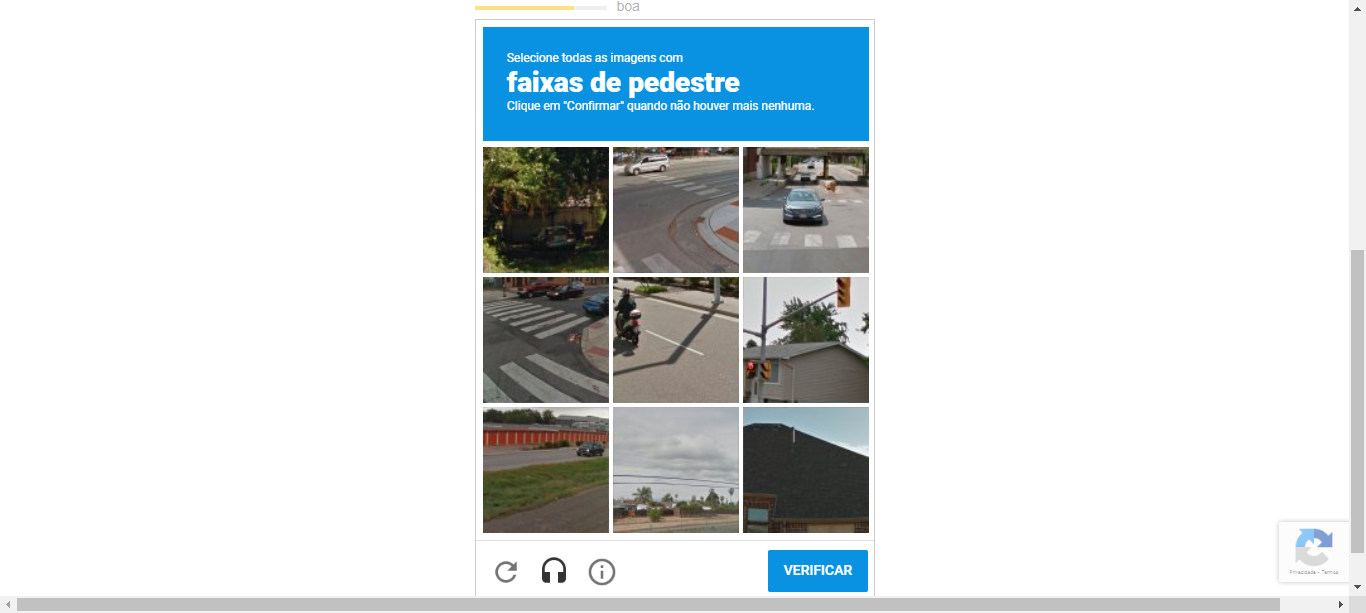 boa
Selecione todas as imagens com
faixas de pedestre
Clique em "Confirmar" quando não houver mais nenhuma.
VERIFICAR
Privacidade - Termos